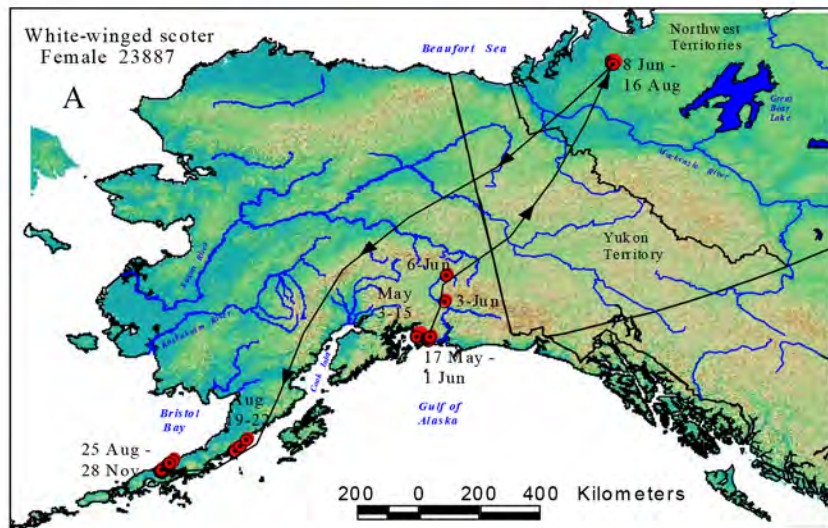 White-winged scoter
Female 23887
A
Beaufort Sea
Northwest
Territories
8 Jun -
16 Aug
Great
Bear
Lake
Mackenzie River
Yukon
Territory
Yukon River
Kuskokwim River
6-Jun
3-Jun
May
3-15
17 May -
1 Jun
Cook Inlet
Gulf of
Alaska
Aug
Bristol
Bay
25 Aug -
28 Nov
200 0 200 400 Kilometers